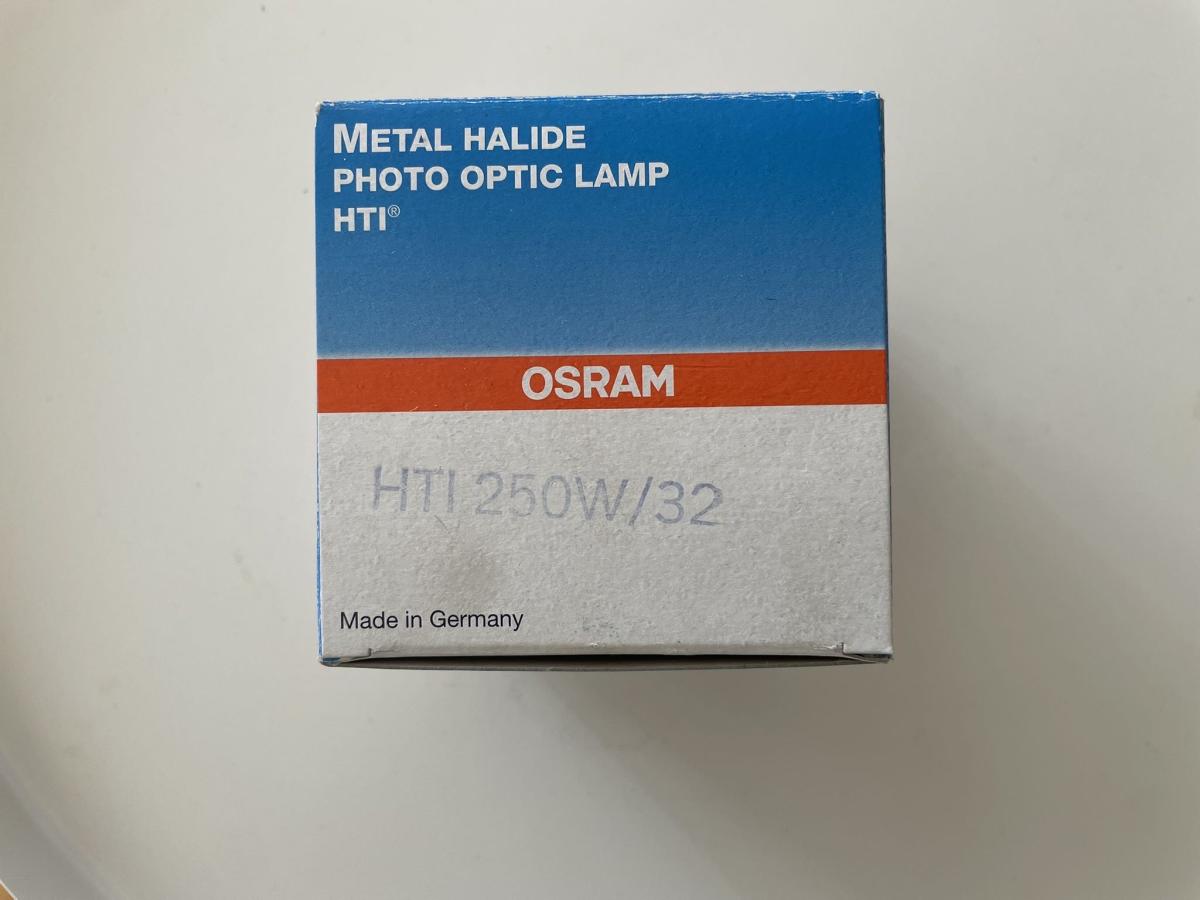 METAL HALIDE
PHOTO OPTIC LAMP
HTI®
OSRAM
HTI 250W/32
Made in Germany